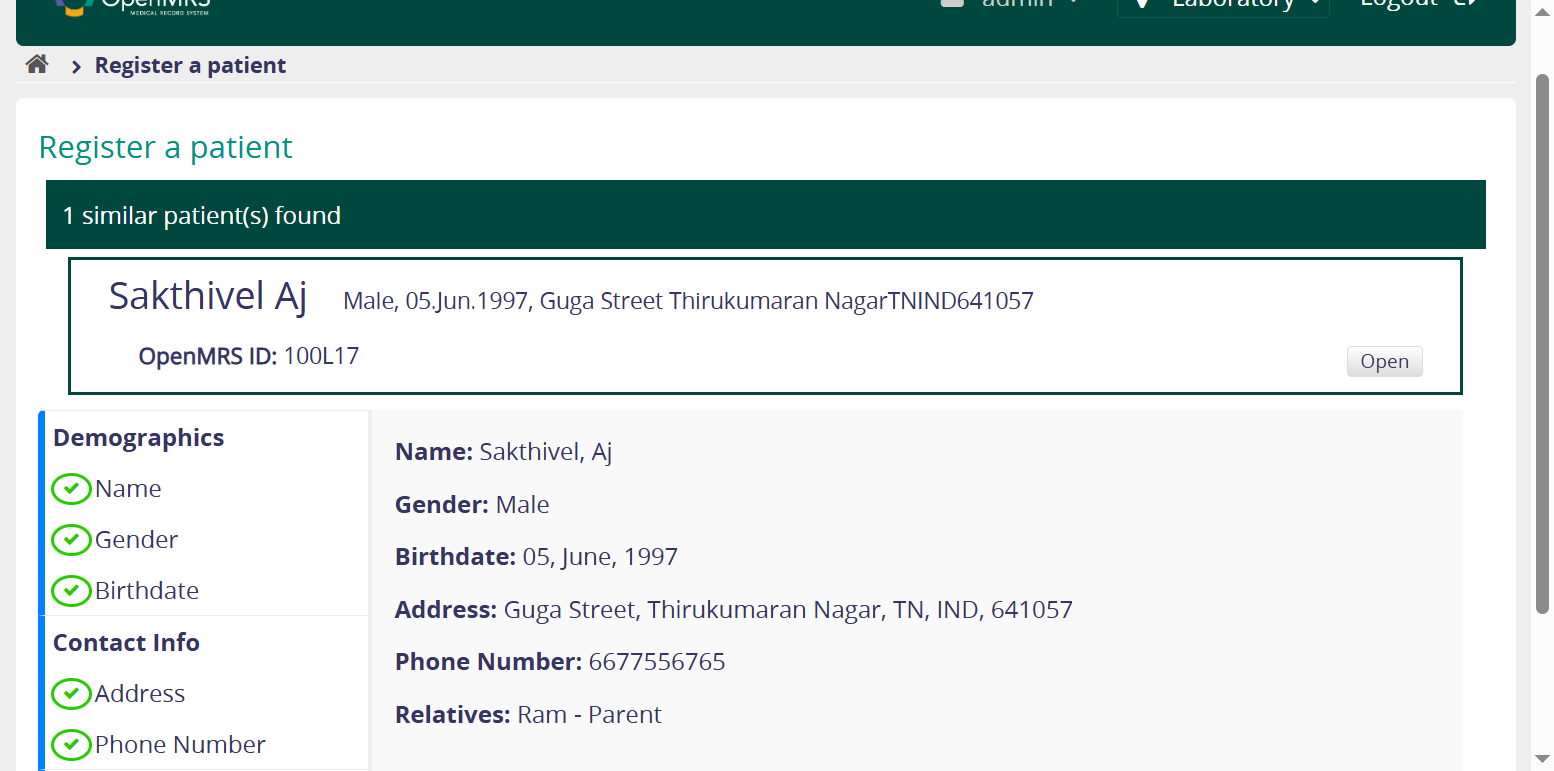 OpenMRS
MEDICAL RECORD SYSTEM
admin
Laboratory
Logout
Register a patient
Register a patient
1 similar patient(s) found
Sakthivel Aj Male, 05.Jun.1997, Guga Street Thirukumaran NagarTNIND641057
OpenMRS ID: 100L17
Open
Demographics
Name
Gender
Birthdate
Contact Info
Address
Phone Number
Name: Sakthivel, Aj
Gender: Male
Birthdate: 05, June, 1997
Address: Guga Street, Thirukumaran Nagar, TN, IND, 641057
Phone Number: 6677556765
Relatives: Ram - Parent